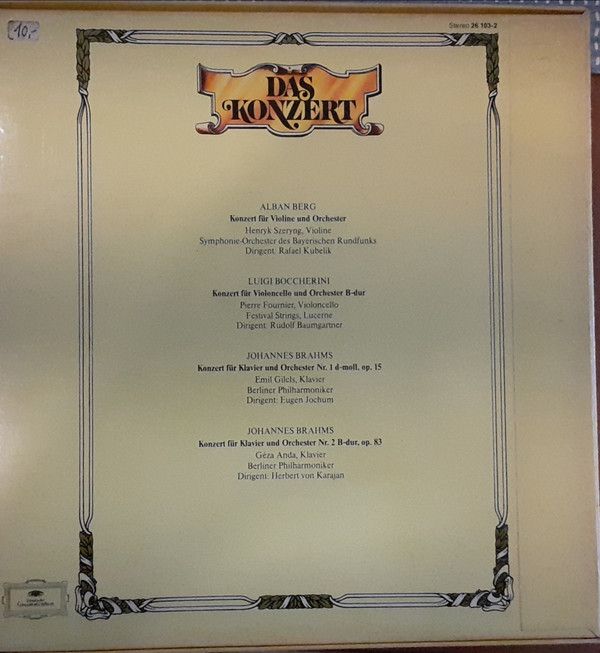 10,-
Stereo 26 103-2
DAS
KONZERT
ALBAN BERG
Konzert für Violine und Orchester
Henryk Szeryng, Violine
Symphonie-Orchester des Bayerischen Rundfunks
Dirigent: Rafael Kubelik
LUIGI BOCCHERINI
Konzert für Violoncello und Orchester B-dur
Pierre Fournier, Violoncello
Festival Strings, Lucerne
Dirigent: Rudolf Baumgartner
JOHANNES BRAHMS
Konzert für Klavier und Orchester Nr. 1 d-moll, op. 15
Emil Gilels, Klavier
Berliner Philharmoniker
Dirigent: Eugen Jochum
JOHANNES BRAHMS
Konzert für Klavier und Orchester Nr. 2 B-dur, op. 83
Géza Anda, Klavier
Berliner Philharmoniker
Dirigent: Herbert von Karajan
Deutsche
Grammophon